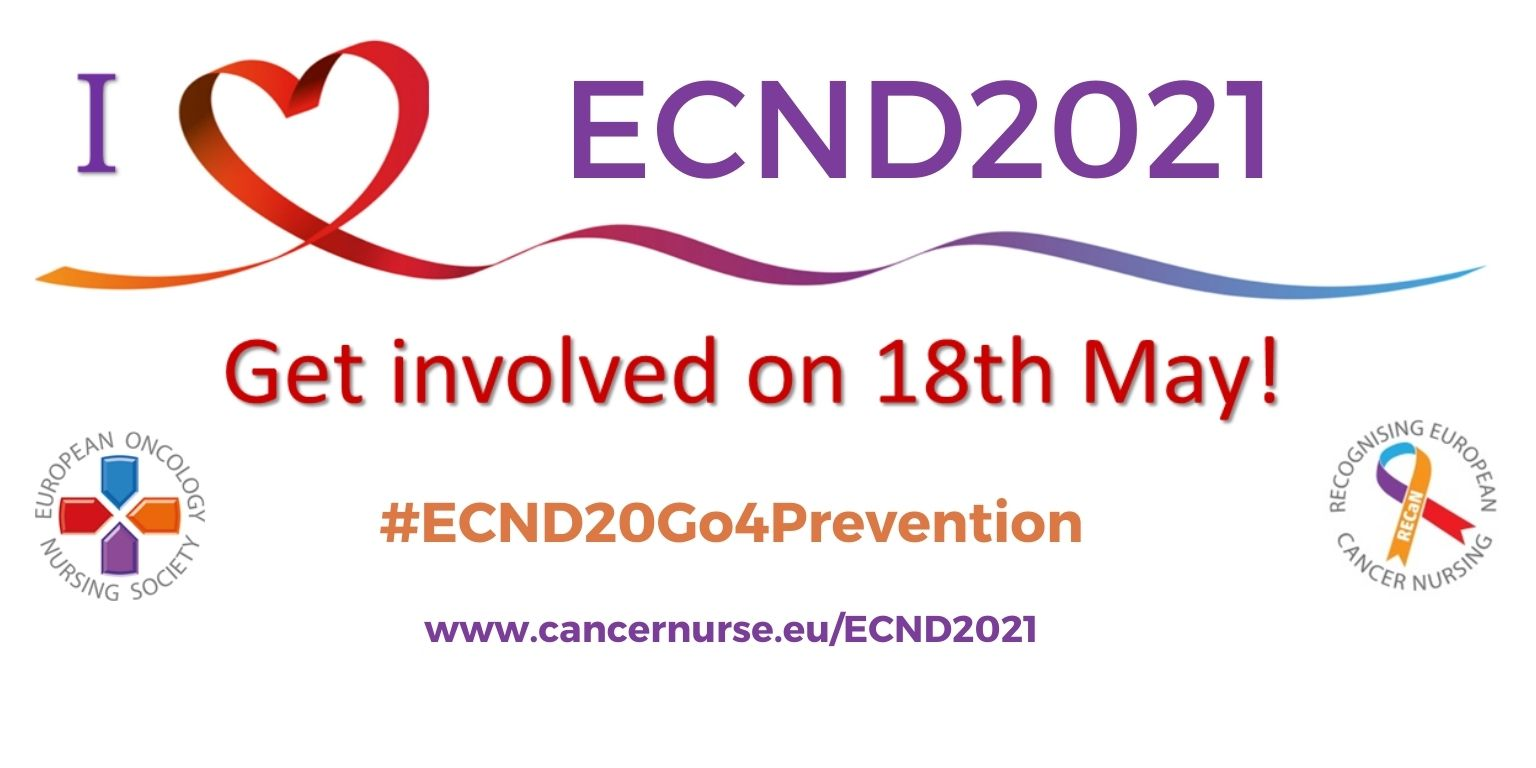 I ECND2021
Get involved on 18th May!
EUROPEAN ONCOLOGY
NURSING SOCIETY
RECOGNISING EUROPEAN
CANCER NURSING
RECaN
#ECND20Go4Prevention
www.cancernurse.eu/ECND2021